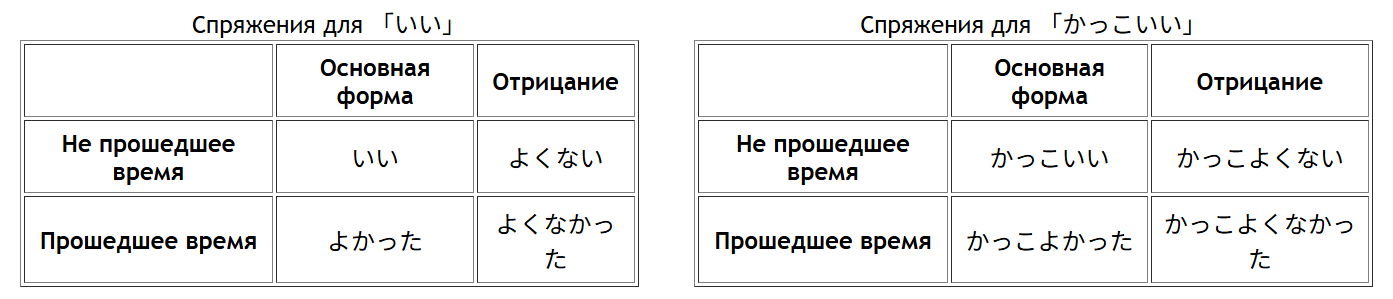 Спряжения для 「いい」
Основная
форма
Отрицание
Не прошедшее
время
いい
よくない
Прошедшее время
よかった
よくなかっ
た
Спряжения для 「かっこいい」
Основная
форма
Отрицание
Не прошедшее
время
かっこいい
かっこよくない
Прошедшее время
かっこよかった
かっこよくなかっ
た